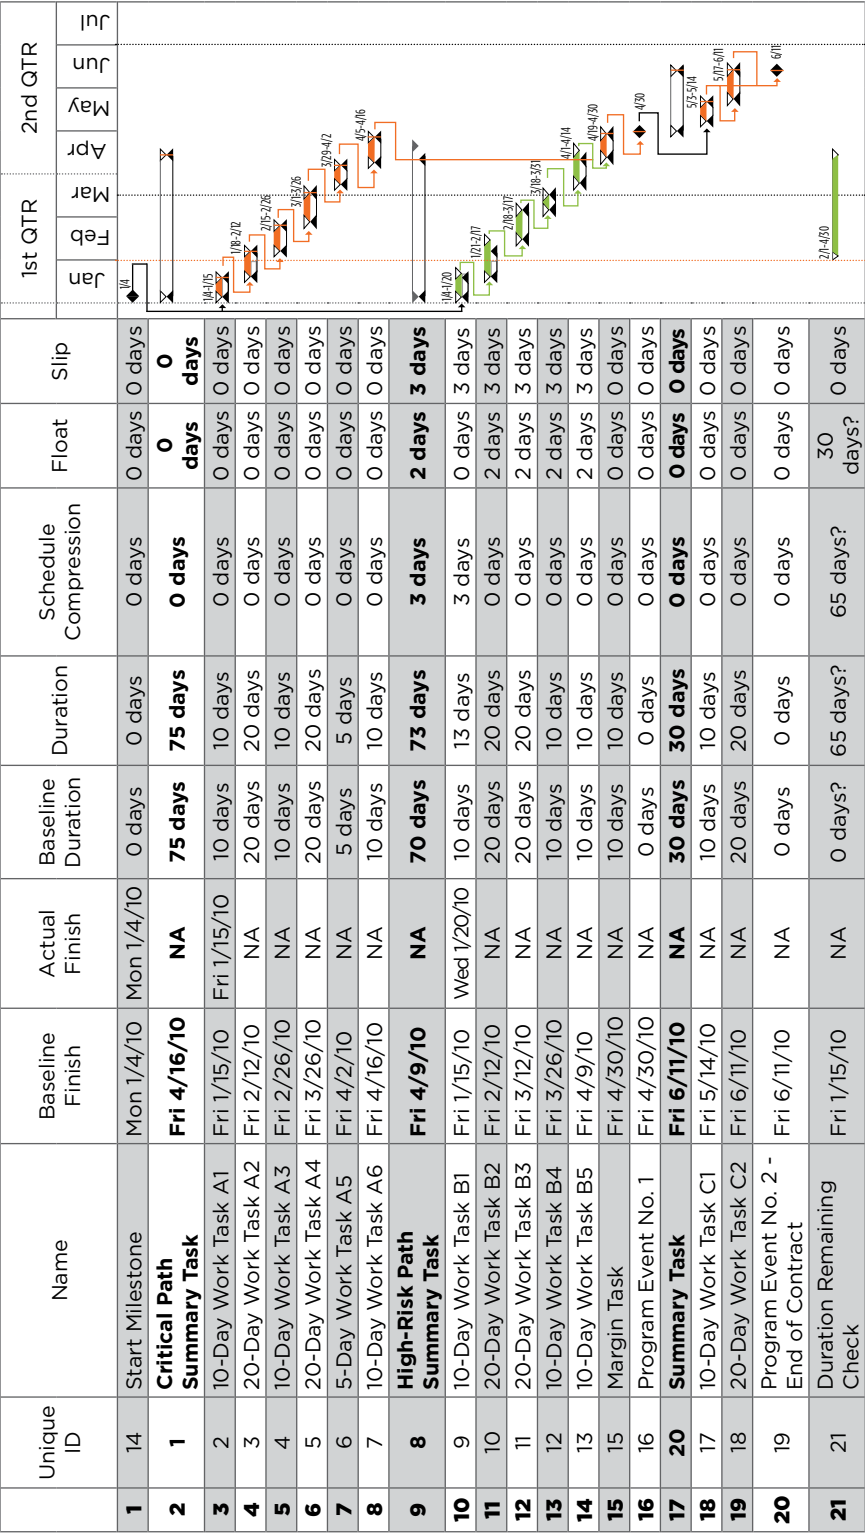 Unique ID Name Baseline Finish Actual Finish Baseline Duration Duration Schedule Compression Float Slip 1st QTR 2nd QTR
Jan Feb Mar Apr May Jun Jul
1 14 Start Milestone Mon 1/4/10 Mon 1/4/10 0 days 0 days 0 days 0 days 0 days 1/4
2 1 Critical Path Summary Task Fri 4/16/10 NA 75 days 75 days 0 days 0 days 0 days
3 2 10-Day Work Task A1 Fri 1/15/10 Fri 1/15/10 10 days 10 days 0 days 0 days 0 days 1/4-1/15
4 3 20-Day Work Task A2 Fri 2/12/10 NA 20 days 20 days 0 days 0 days 0 days 1/18-2/12
5 4 10-Day Work Task A3 Fri 2/26/10 NA 10 days 10 days 0 days 0 days 0 days 2/15-2/26
6 5 20-Day Work Task A4 Fri 3/26/10 NA 20 days 20 days 0 days 0 days 0 days 3/1-3/26
7 6 5-Day Work Task A5 Fri 4/2/10 NA 5 days 5 days 0 days 0 days 0 days 3/29-4/2
8 7 10-Day Work Task A6 Fri 4/16/10 NA 10 days 10 days 0 days 0 days 0 days 4/5-4/16
9 8 High-Risk Path Summary Task Fri 4/9/10 NA 70 days 73 days 3 days 2 days 3 days
10 9 10-Day Work Task B1 Fri 1/15/10 Wed 1/20/10 10 days 13 days 3 days 0 days 3 days 1/4-1/20
11 10 20-Day Work Task B2 Fri 2/12/10 NA 20 days 20 days 0 days 2 days 3 days 1/21-2/17
12 11 20-Day Work Task B3 Fri 3/12/10 NA 20 days 20 days 0 days 2 days 3 days 2/18-3/17
13 12 10-Day Work Task B4 Fri 3/26/10 NA 10 days 10 days 0 days 2 days 3 days 3/18-3/31
14 13 10-Day Work Task B5 Fri 4/9/10 NA 10 days 10 days 0 days 2 days 3 days 4/1-4/14
15 15 Margin Task Fri 4/30/10 NA 10 days 10 days 0 days 0 days 0 days 4/19-4/30
16 16 Program Event No. 1 Fri 4/30/10 NA 0 days 0 days 0 days 0 days 0 days 4/30
17 20 Summary Task Fri 6/11/10 NA 30 days 30 days 0 days 0 days 0 days
18 17 10-Day Work Task C1 Fri 5/14/10 NA 10 days 10 days 0 days 0 days 0 days 5/3-5/14
19 18 20-Day Work Task C2 Fri 6/11/10 NA 20 days 20 days 0 days 0 days 0 days 5/17-6/11
20 19 Program Event No. 2 - End of Contract Fri 6/11/10 NA 0 days 0 days 0 days 0 days 0 days 6/11
21 21 Duration Remaining Check Fri 1/15/10 NA 0 days? 65 days? 65 days? 30 days? 0 days 2/1-4/30